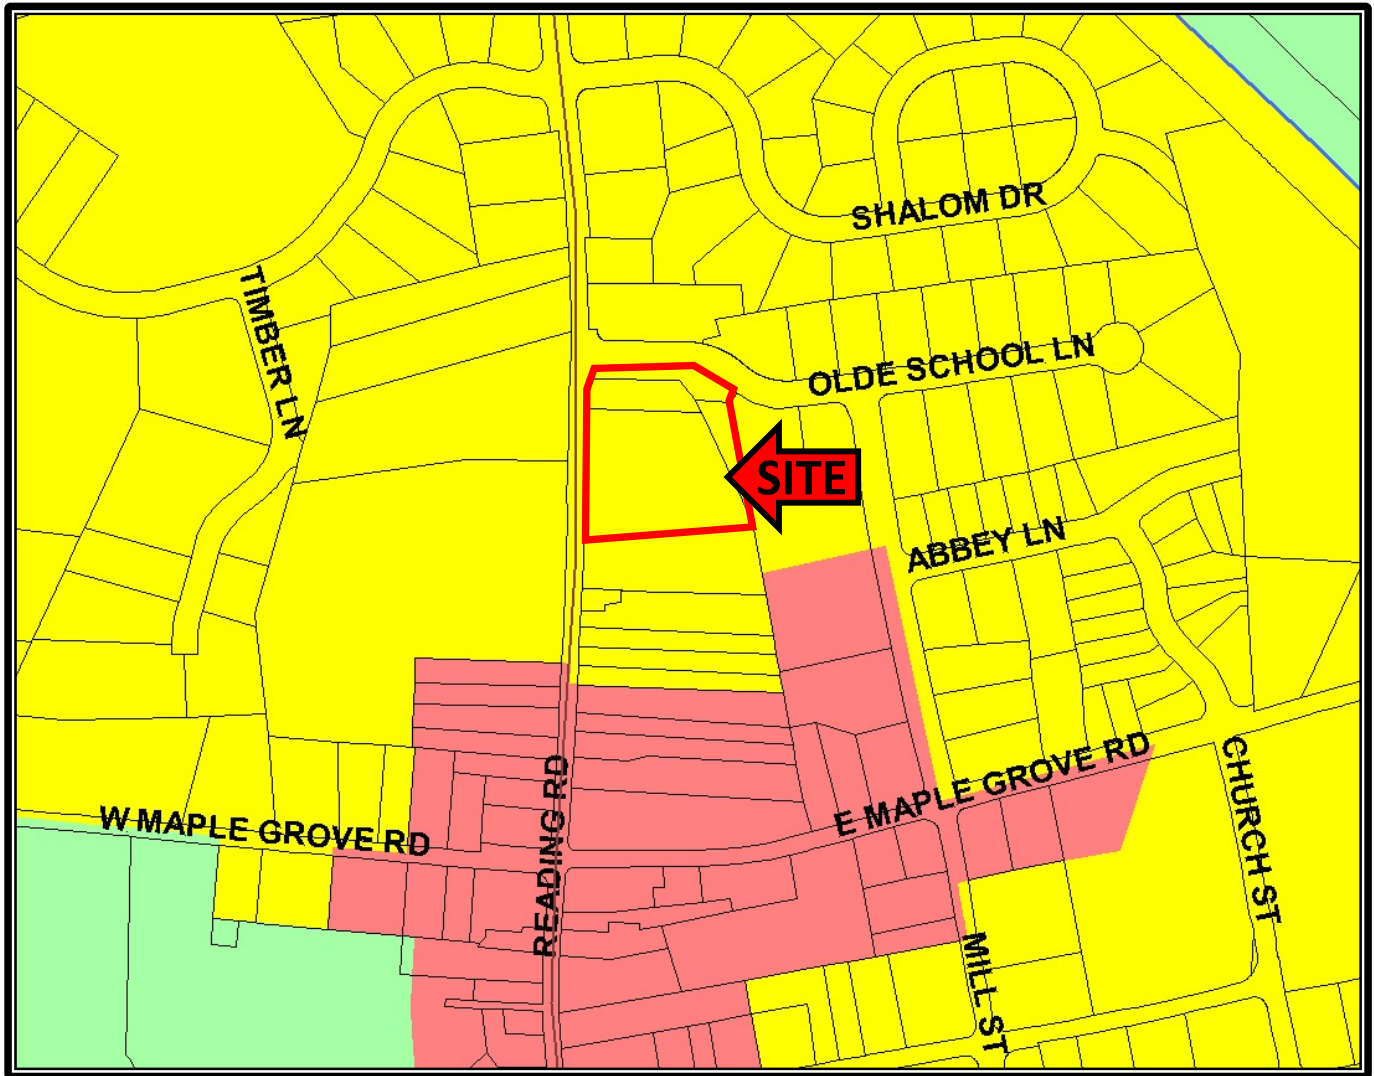 SHALOM DR
TIMBER LN
OLDE SCHOOL LN
SITE
ABBEY LN
E MAPLE GROVE RD
W MAPLE GROVE RD
READING RD
CHURCH ST
MILL ST